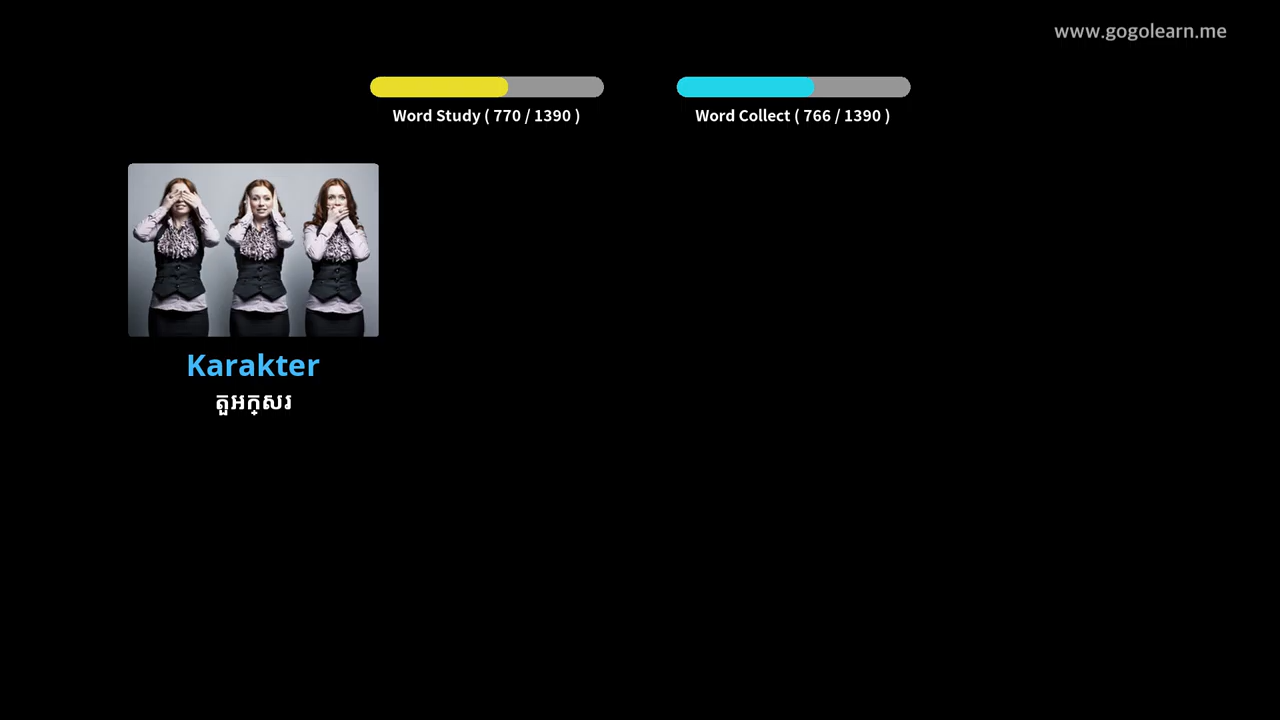 www.gogolearn.me
Word Study ( 770 / 1390 )
Word Collect ( 766 / 1390 )
Karakter
តួអក្សរ